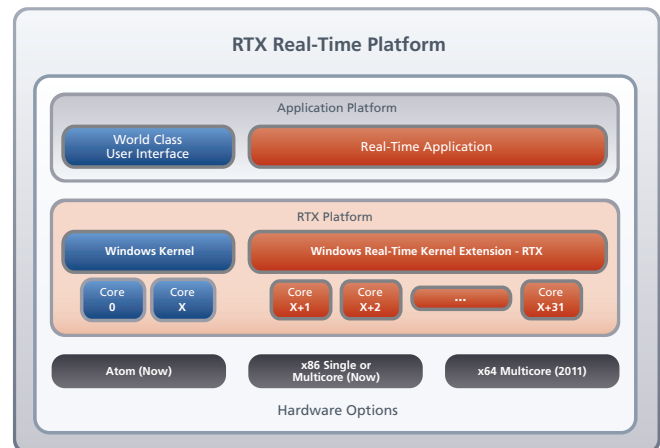 RTX Real-Time Platform
Application Platform
World Class
User Interface
Real-Time Application
RTX Platform
Windows Kernel
Windows Real-Time Kernel Extension - RTX
Core
0
Core
X
Core
X+1
Core
X+2
...
Core
X+31
Atom (Now)
x86 Single or
Multicore (Now)
x64 Multicore (2011)
Hardware Options